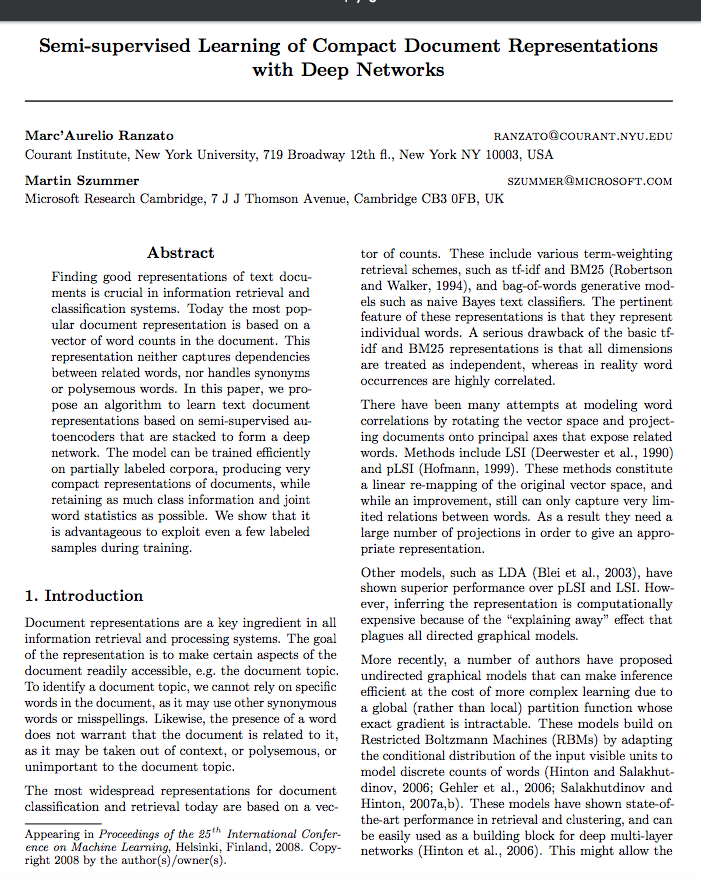 Semi-supervised Learning of Compact Document Representations
with Deep Networks
Marc'Aurelio Ranzato
RANZATO@COURANT.NYU.EDU
Courant Institute, New York University, 719 Broadway 12th fl., New York NY 10003, USA
Martin Szummer
SZUMMER@MICROSOFT.COM
Microsoft Research Cambridge, 7 J J Thomson Avenue, Cambridge CB3 0FB, UK
Abstract
Finding good representations of text docu-
ments is crucial in information retrieval and
classification systems. Today the most pop-
ular document representation is based on a
vector of word counts in the document. This
representation neither captures dependencies
between related words, nor handles synonyms
or polysemous words. In this paper, we pro-
pose an algorithm to learn text document
representations based on semi-supervised au-
toencoders that are stacked to form a deep
network. The model can be trained efficiently
on partially labeled corpora, producing very
compact representations of documents, while
retaining as much class information and joint
word statistics as possible. We show that it
is advantageous to exploit even a few labeled
samples during training.
1. Introduction
Document representations are a key ingredient in all
information retrieval and processing systems. The goal
of the representation is to make certain aspects of the
document readily accessible, e.g. the document topic.
To identify a document topic, we cannot rely on specific
words in the document, as it may use other synonymous
words or misspellings. Likewise, the presence of a word
does not warrant that the document is related to it,
as it may be taken out of context, or polysemous, or
unimportant to the document topic.
The most widespread representations for document
classification and retrieval today are based on a vec-
Appearing in Proceedings of the 25th International Confer-
ence on Machine Learning, Helsinki, Finland, 2008. Copy-
right 2008 by the author(s)/owner(s).
tor of counts. These include various term-weighting
retrieval schemes, such as tf-idf and BM25 (Robertson
and Walker, 1994), and bag-of-words generative mod-
els such as naive Bayes text classifiers. The pertinent
feature of these representations is that they represent
individual words. A serious drawback of the basic tf-
idf and BM25 representations is that all dimensions
are treated as independent, whereas in reality word
occurrences are highly correlated.
There have been many attempts at modeling word
correlations by rotating the vector space and project-
ing documents onto principal axes that expose related
words. Methods include LSI (Deerwester et al., 1990)
and pLSI (Hofmann, 1999). These methods constitute
a linear re-mapping of the original vector space, and
while an improvement, still can only capture very lim-
ited relations between words. As a result they need a
large number of projections in order to give an appro-
priate representation.
Other models, such as LDA (Blei et al., 2003), have
shown superior performance over pLSI and LSI. How-
ever, inferring the representation is computationally
expensive because of the “explaining away” effect that
plagues all directed graphical models.
More recently, a number of authors have proposed
undirected graphical models that can make inference
efficient at the cost of more complex learning due to
a global (rather than local) partition function whose
exact gradient is intractable. These models build on
Restricted Boltzmann Machines (RBMs) by adapting
the conditional distribution of the input visible units to
model discrete counts of words (Hinton and Salakhut-
dinov, 2006; Gehler et al., 2006; Salakhutdinov and
Hinton, 2007a,b). These models have shown state-of-
the-art performance in retrieval and clustering, and can
be easily used as a building block for deep multi-layer
networks (Hinton et al., 2006). This might allow the